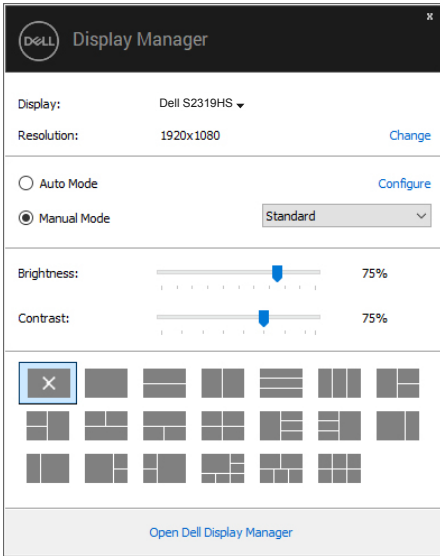 x
DELL Display Manager
Display: Dell S2319HS
Resolution: 1920x1080 Change
Auto Mode Configure
Manual Mode Standard
Brightness: 75%
Contrast: 75%
Open Dell Display Manager